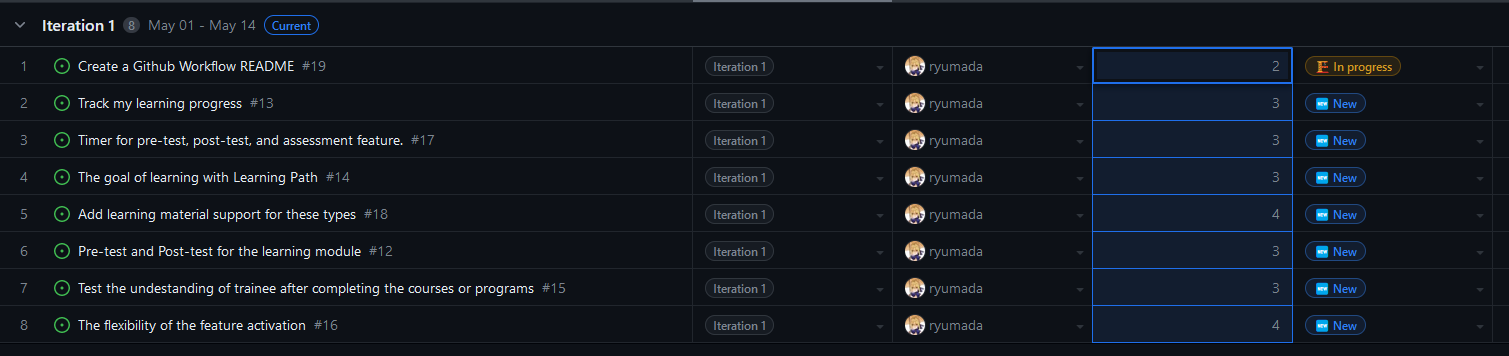 Iteration 1 8 May 01 - May 14 Current
1 Create a Github Workflow README #19 Iteration 1 ryumada 2 In progress
2 Track my learning progress #13 Iteration 1 ryumada 3 NEW New
3 Timer for pre-test, post-test, and assessment feature. #17 Iteration 1 ryumada 3 NEW New
4 The goal of learning with Learning Path #14 Iteration 1 ryumada 3 NEW New
5 Add learning material support for these types #18 Iteration 1 ryumada 4 NEW New
6 Pre-test and Post-test for the learning module #12 Iteration 1 ryumada 3 NEW New
7 Test the undestanding of trainee after completing the courses or programs #15 Iteration 1 ryumada 3 NEW New
8 The flexibility of the feature activation #16 Iteration 1 ryumada 4 NEW New